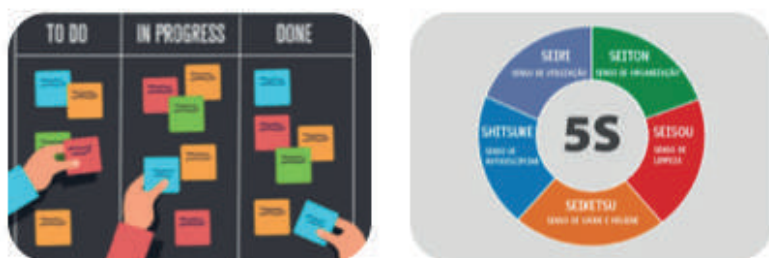 TO DO
IN PROGRESS
DONE
SEIRI
SENSO DE UTILIZAÇÃO
SEITON
SENSO DE ORGANIZAÇÃO
SHITSUKE
SENSO DE
AUTODISCIPLINA
5S
SEISOU
SENSO DE
LIMPEZA
SEIKETSU
SENSO DE SAÚDE E HIGIENE